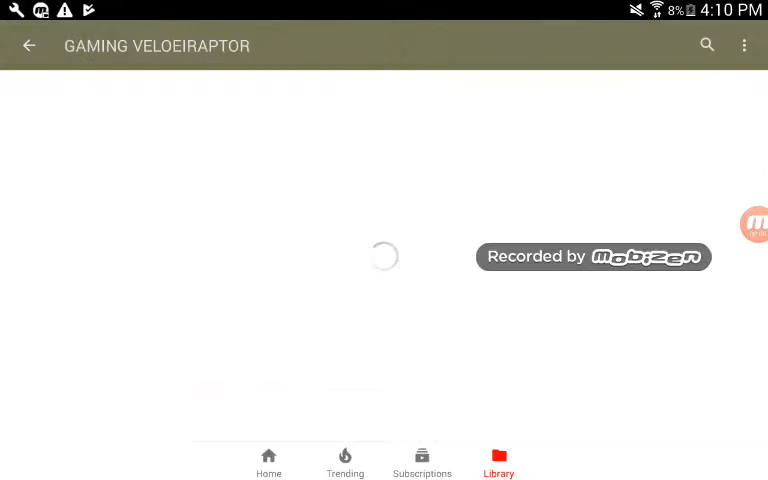 8% 4:10 PM
GAMING VELOEIRAPTOR
Recorded by mobizen
Home Trending Subscriptions Library